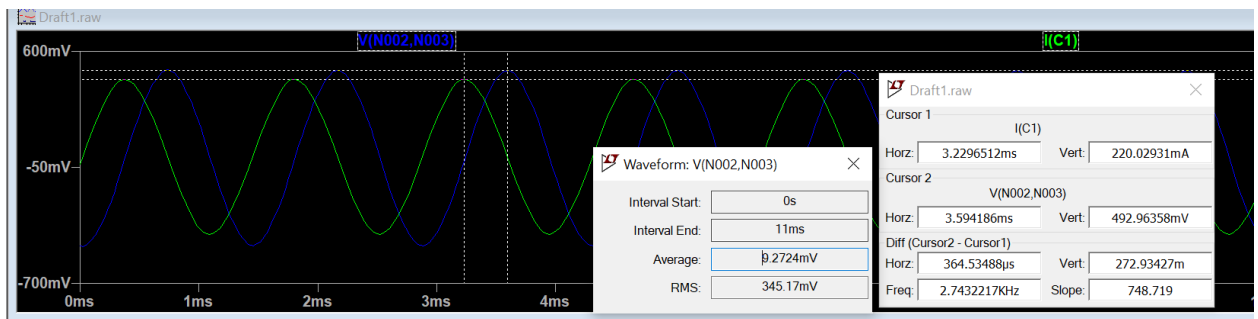 Draft1.raw
V(N002,N003)
I(C1)
600mV
-50mV
-700mV
0ms
1ms
2ms
3ms
4ms
Waveform: V(N002,N003)
Interval Start: 0s
Interval End: 11ms
Average: 9.2724mV
RMS: 345.17mV
Draft1.raw
Cursor 1
I(C1)
Horz: 3.2296512ms Vert: 220.02931mA
Cursor 2
V(N002,N003)
Horz: 3.594186ms Vert: 492.96358mV
Diff (Cursor2 - Cursor1)
Horz: 364.53488µs Vert: 272.93427m
Freq: 2.7432217KHz Slope: 748.719